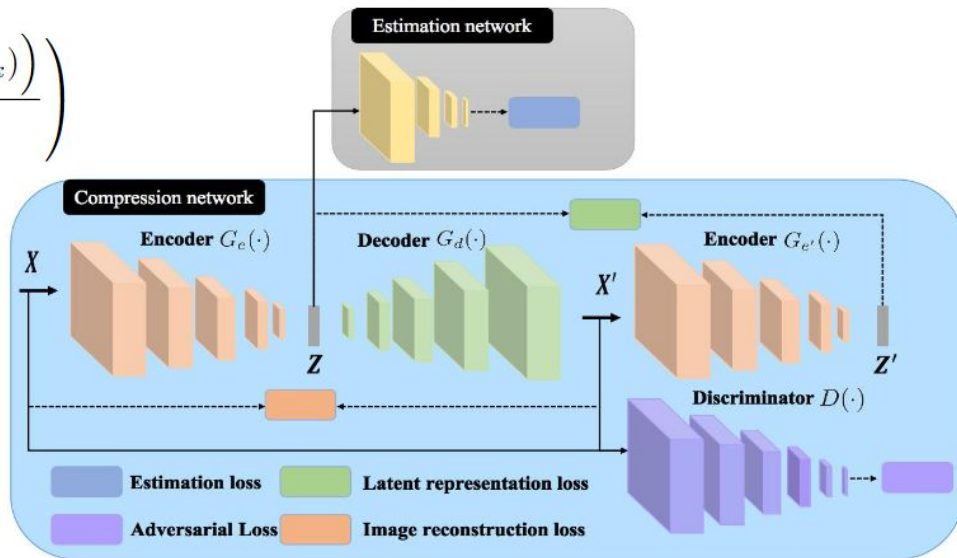 Estimation network
x))
)
Compression network
Encoder G_e(·)
Decoder G_d(·)
Encoder G_{e'}(·)
X
X'
Z
Z'
Discriminator D(·)
Estimation loss
Latent representation loss
Adversarial Loss
Image reconstruction loss